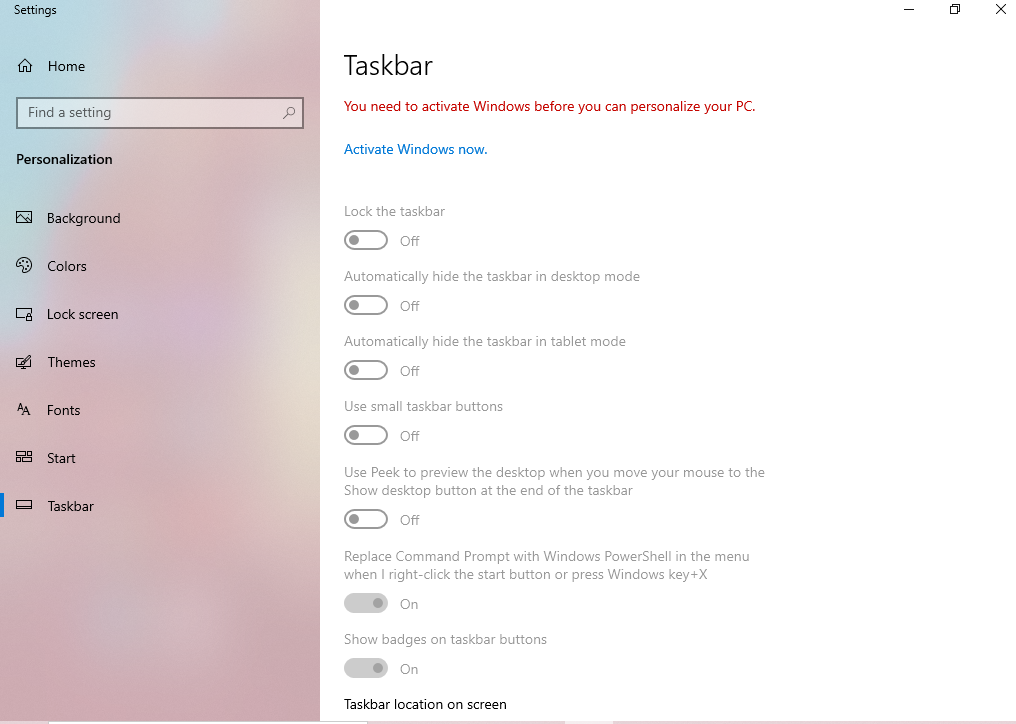 Settings
Home
Find a setting
Personalization
Background
Colors
Lock screen
Themes
Fonts
Start
Taskbar
Taskbar
You need to activate Windows before you can personalize your PC.
Activate Windows now.
Lock the taskbar
Off
Automatically hide the taskbar in desktop mode
Off
Automatically hide the taskbar in tablet mode
Off
Use small taskbar buttons
Off
Use Peek to preview the desktop when you move your mouse to the
Show desktop button at the end of the taskbar
Off
Replace Command Prompt with Windows PowerShell in the menu
when I right-click the start button or press Windows key+X
On
Show badges on taskbar buttons
On
Taskbar location on screen